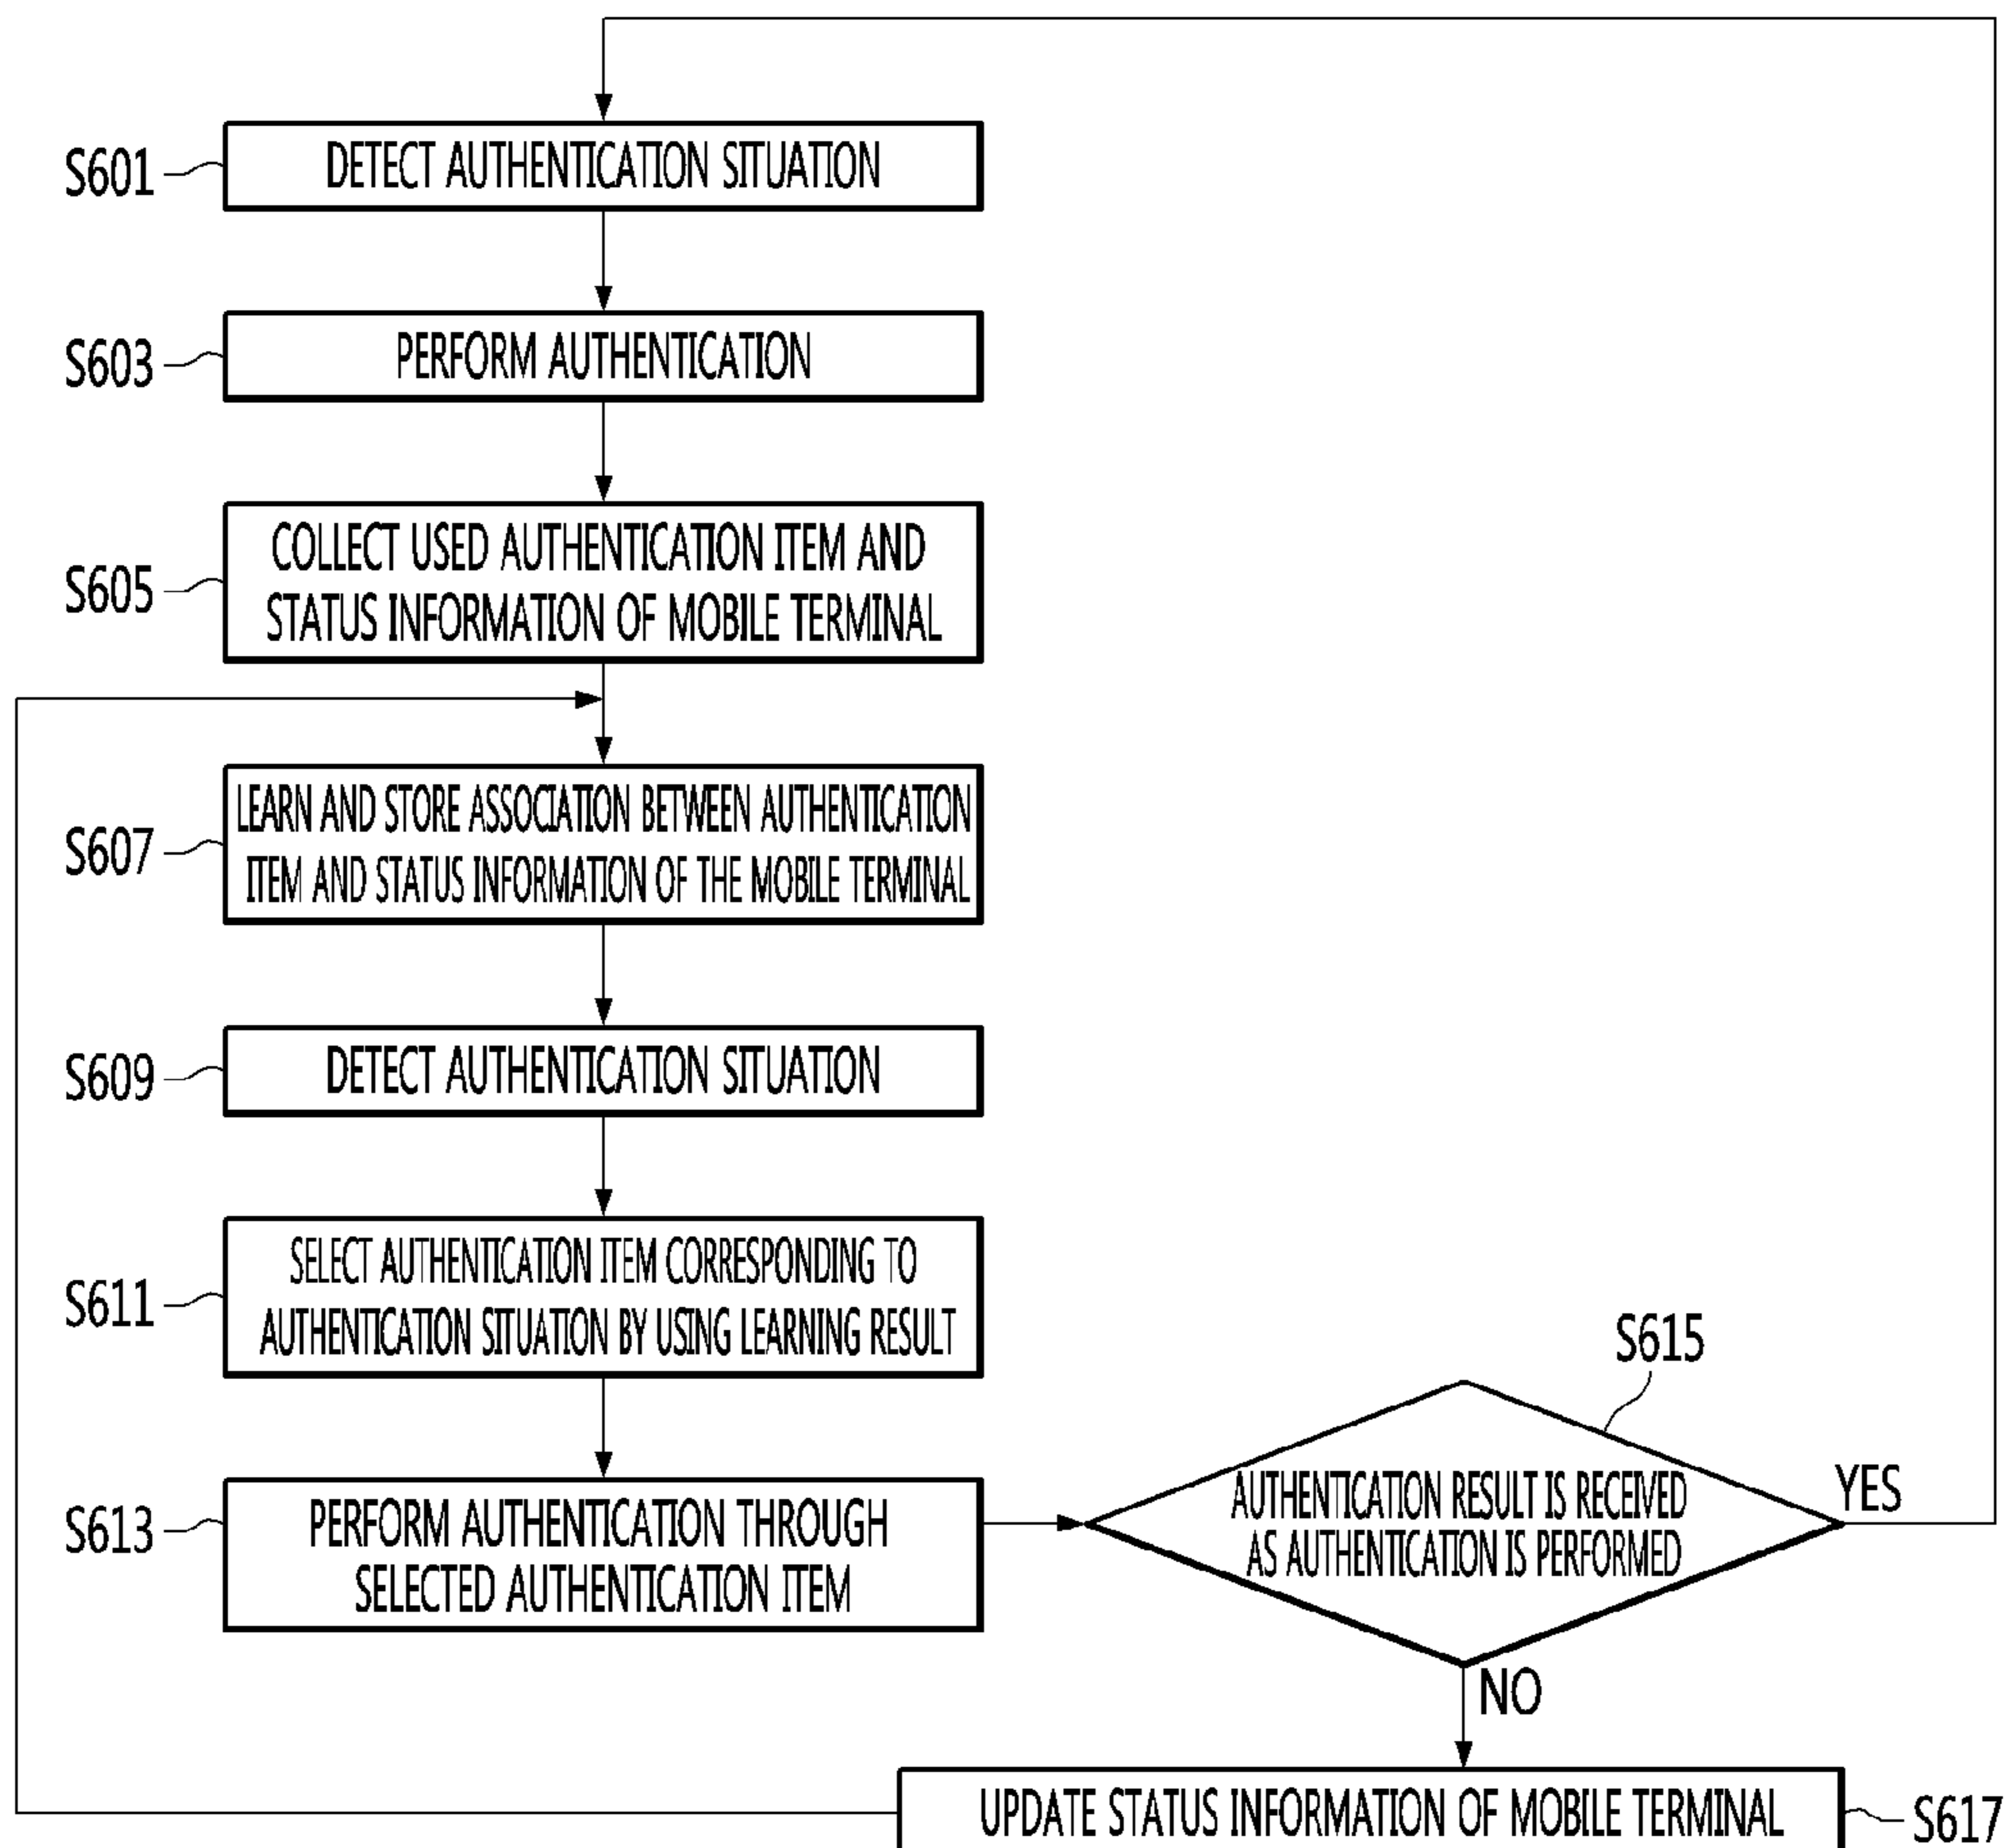 S601
DETECT AUTHENTICATION SITUATION
S603
PERFORM AUTHENTICATION
S605
COLLECT USED AUTHENTICATION ITEM AND
STATUS INFORMATION OF MOBILE TERMINAL
S607
LEARN AND STORE ASSOCIATION BETWEEN AUTHENTICATION
ITEM AND STATUS INFORMATION OF THE MOBILE TERMINAL
S609
DETECT AUTHENTICATION SITUATION
S611
SELECT AUTHENTICATION ITEM CORRESPONDING TO
AUTHENTICATION SITUATION BY USING LEARNING RESULT
S613
PERFORM AUTHENTICATION THROUGH
SELECTED AUTHENTICATION ITEM
S615
AUTHENTICATION RESULT IS RECEIVED
AS AUTHENTICATION IS PERFORMED
YES
NO
UPDATE STATUS INFORMATION OF MOBILE TERMINAL
S617